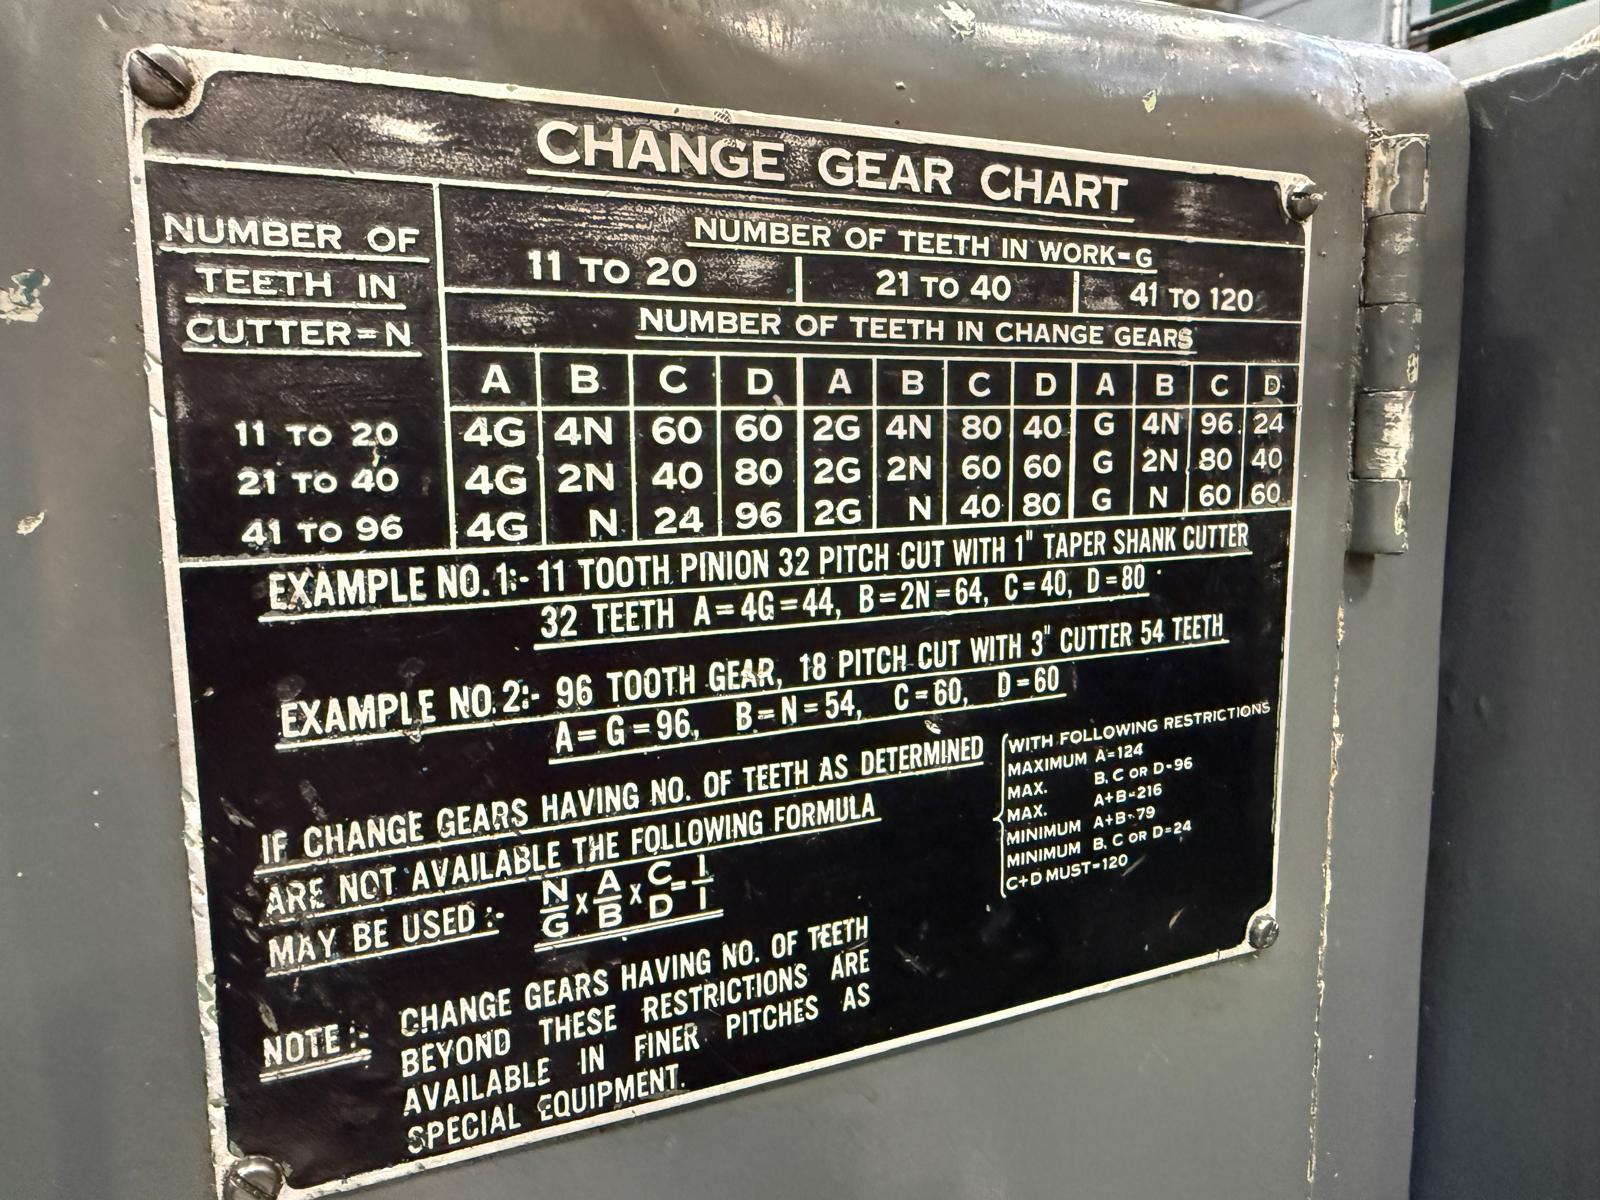 CHANGE GEAR CHART
NUMBER OF
TEETH IN
CUTTER=N
NUMBER OF TEETH IN WORK=G
11 TO 20 21 TO 40 41 TO 120
NUMBER OF TEETH IN CHANGE GEARS
A B C D A B C D A B C D
11 TO 20 4G 4N 60 60 2G 4N 80 40 G 4N 96 24
21 TO 40 4G 2N 40 80 2G 2N 60 60 G 2N 80 40
41 TO 96 4G N 24 96 2G N 40 80 G N 60 60
EXAMPLE NO.1:- 11 TOOTH PINION 32 PITCH CUT WITH 1" TAPER SHANK CUTTER
32 TEETH A=4G=44, B=2N=64, C=40, D=80
EXAMPLE NO.2:- 96 TOOTH GEAR, 18 PITCH CUT WITH 3" CUTTER 54 TEETH
A=G=96, B=N=54, C=60, D=60
IF CHANGE GEARS HAVING NO. OF TEETH AS DETERMINED
ARE NOT AVAILABLE THE FOLLOWING FORMULA
MAY BE USED:- N/G x A/B x C/D = 1/1
WITH FOLLOWING RESTRICTIONS
MAXIMUM A=124
MAX. B, C OR D=96
MAX. A+B=216
MINIMUM A+B=79
MINIMUM B, C OR D=24
C+D MUST=120
NOTE:- CHANGE GEARS HAVING NO. OF TEETH
BEYOND THESE RESTRICTIONS ARE
AVAILABLE IN FINER PITCHES AS
SPECIAL EQUIPMENT.